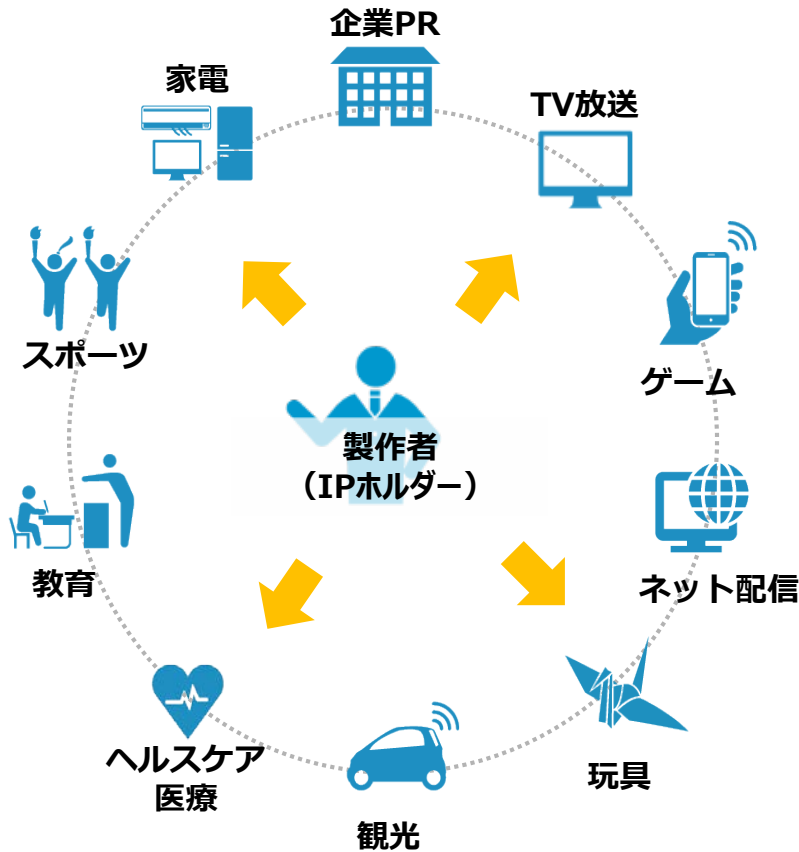 企業PR
家電
TV放送
スポーツ
ゲーム
製作者
（IPホルダー）
教育
ネット配信
ヘルスケア
医療
玩具
観光